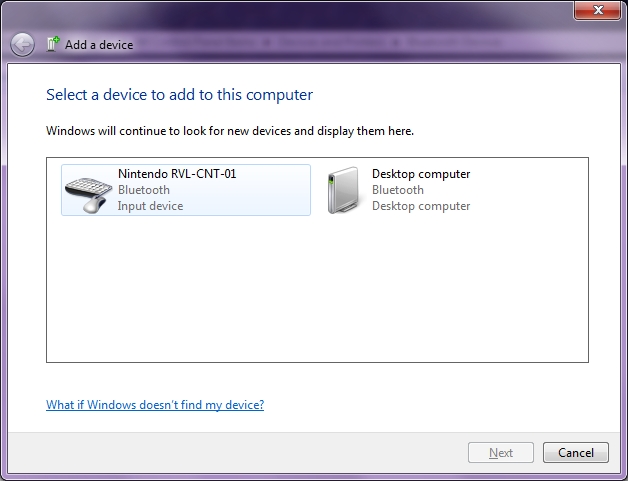 Add a device
Select a device to add to this computer
Windows will continue to look for new devices and display them here.
Nintendo RVL-CNT-01
Bluetooth
Input device
Desktop computer
Bluetooth
Desktop computer
What if Windows doesn't find my device?
Next
Cancel